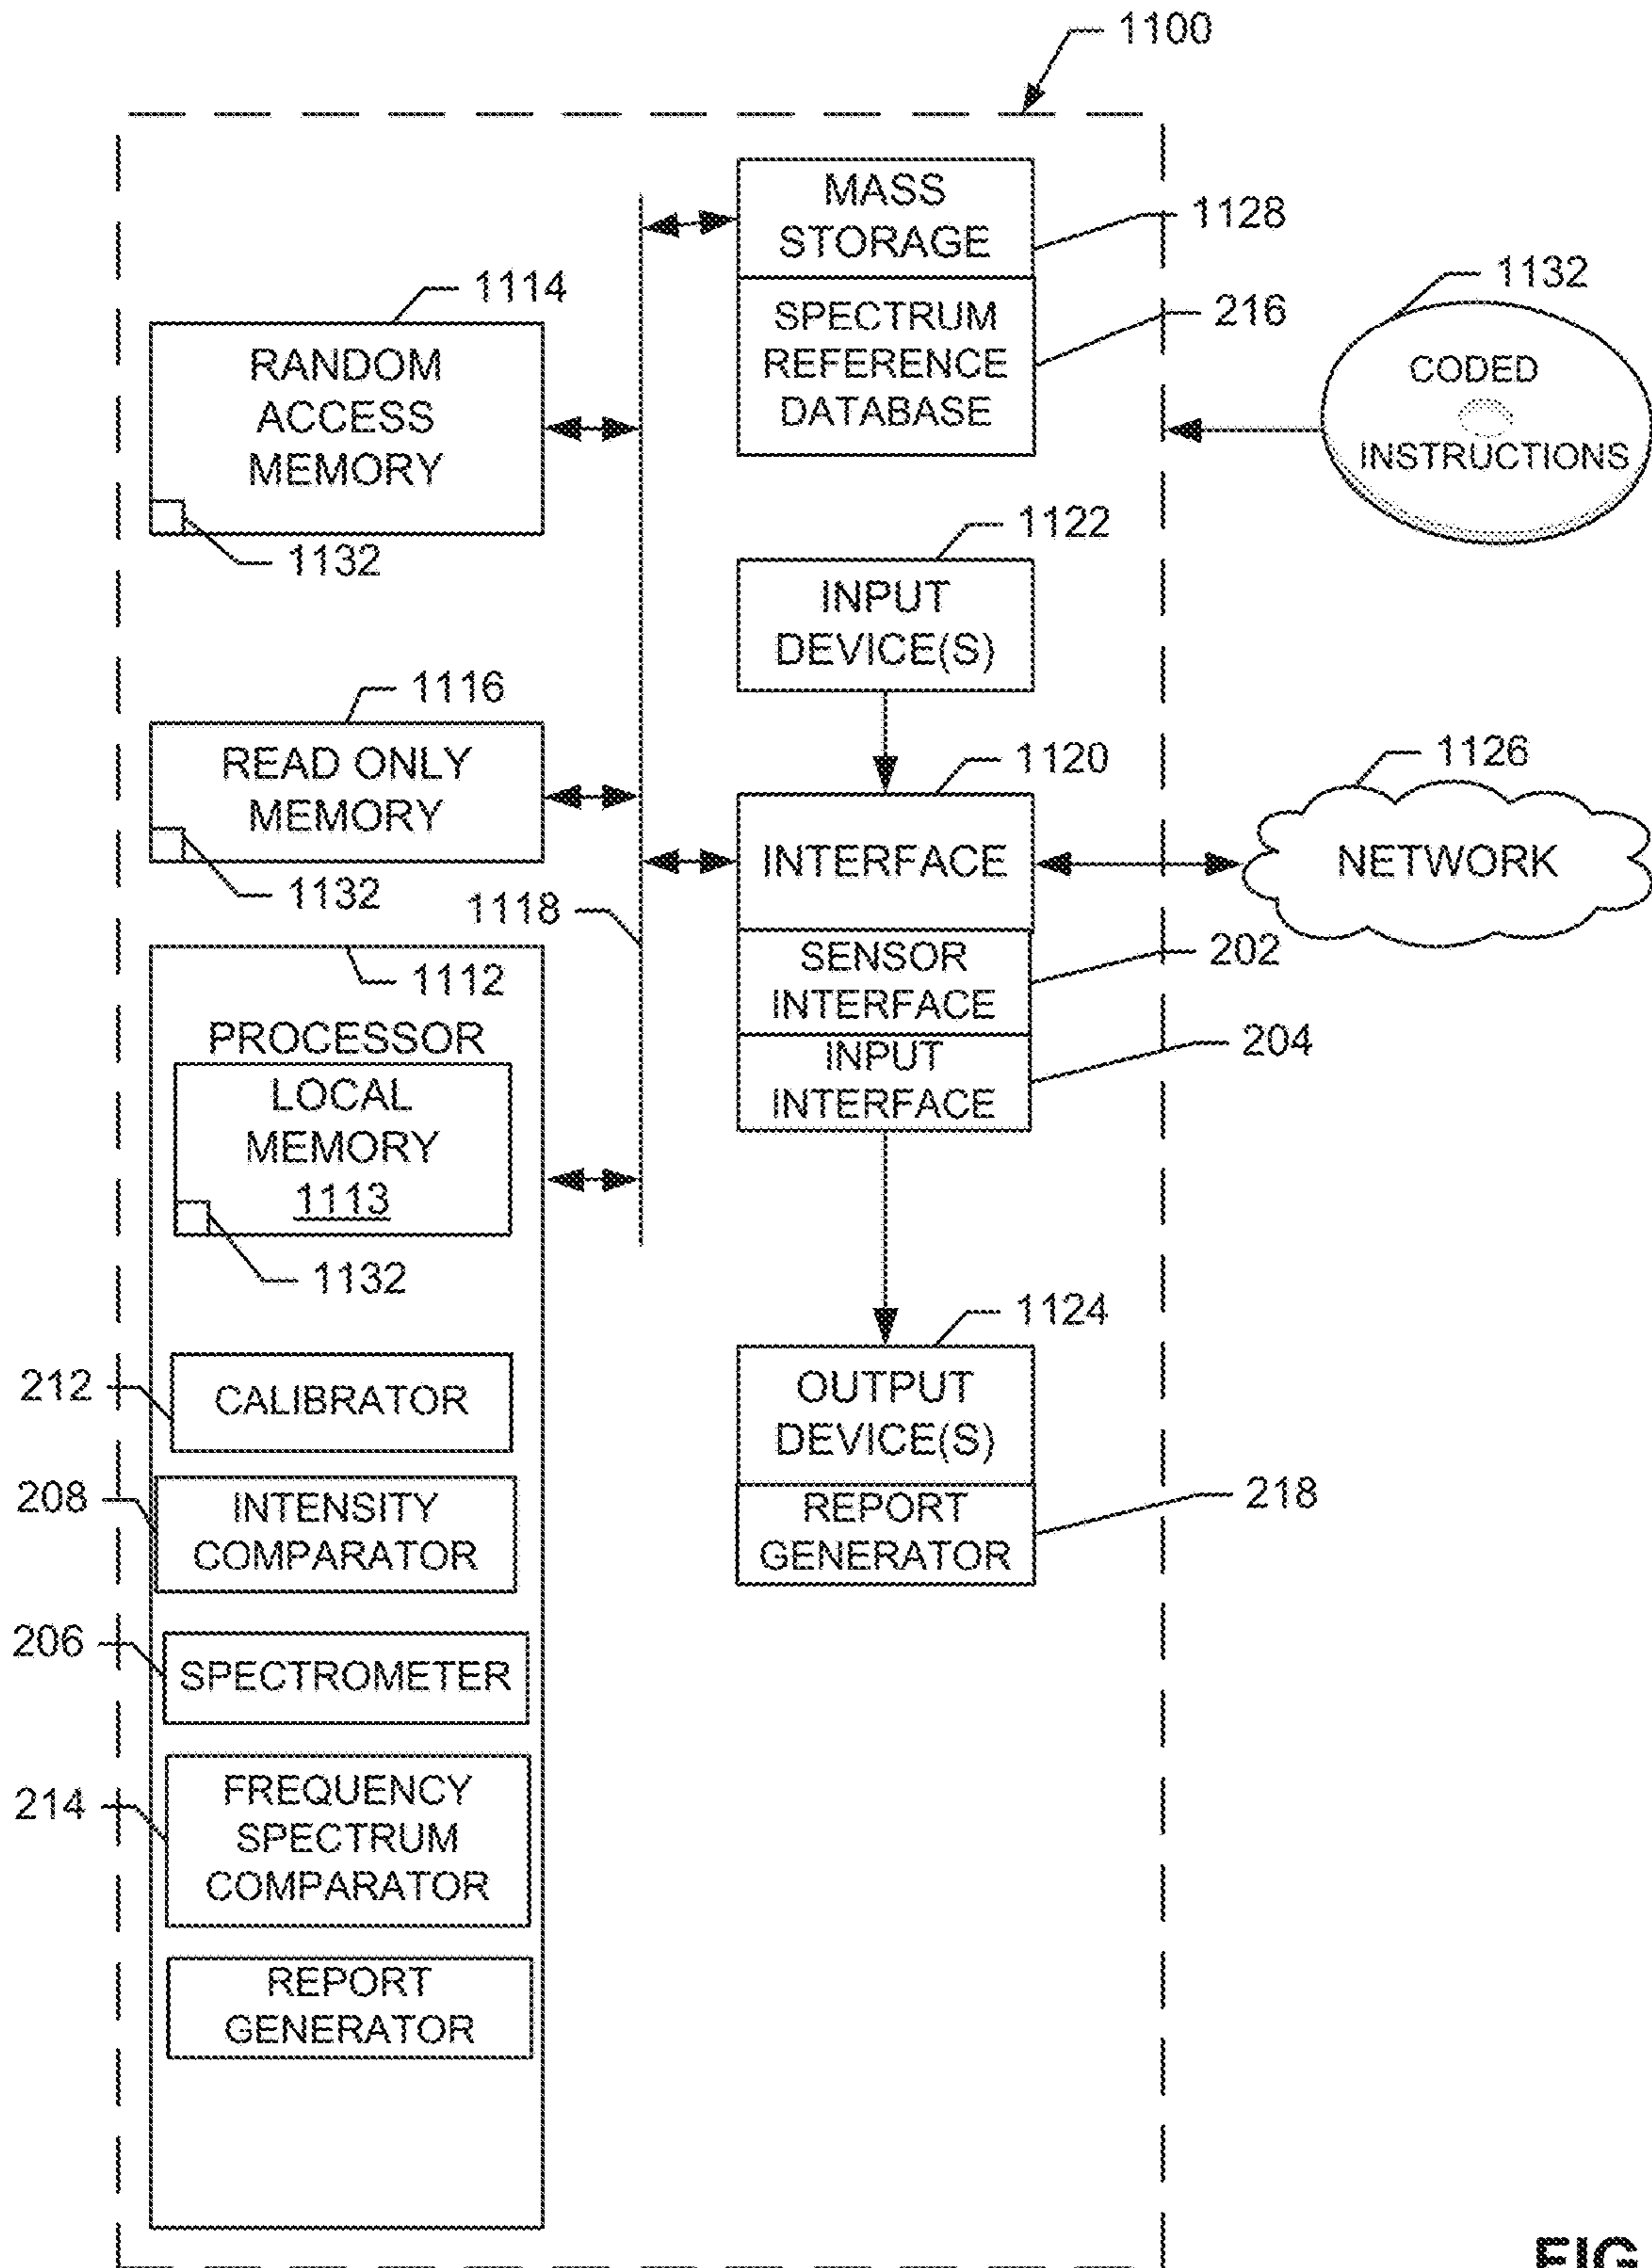 1100
MASS
STORAGE
1128
SPECTRUM
REFERENCE
DATABASE
216
1132
CODED
INSTRUCTIONS
1114
RANDOM
ACCESS
MEMORY
1132
1122
INPUT
DEVICE(S)
1116
READ ONLY
MEMORY
1132
1118
1120
INTERFACE
1126
NETWORK
SENSOR
INTERFACE
202
INPUT
INTERFACE
204
1112
PROCESSOR
LOCAL
MEMORY
1113
1132
1124
OUTPUT
DEVICE(S)
REPORT
GENERATOR
218
212
CALIBRATOR
208
INTENSITY
COMPARATOR
206
SPECTROMETER
214
FREQUENCY
SPECTRUM
COMPARATOR
REPORT
GENERATOR
FIG